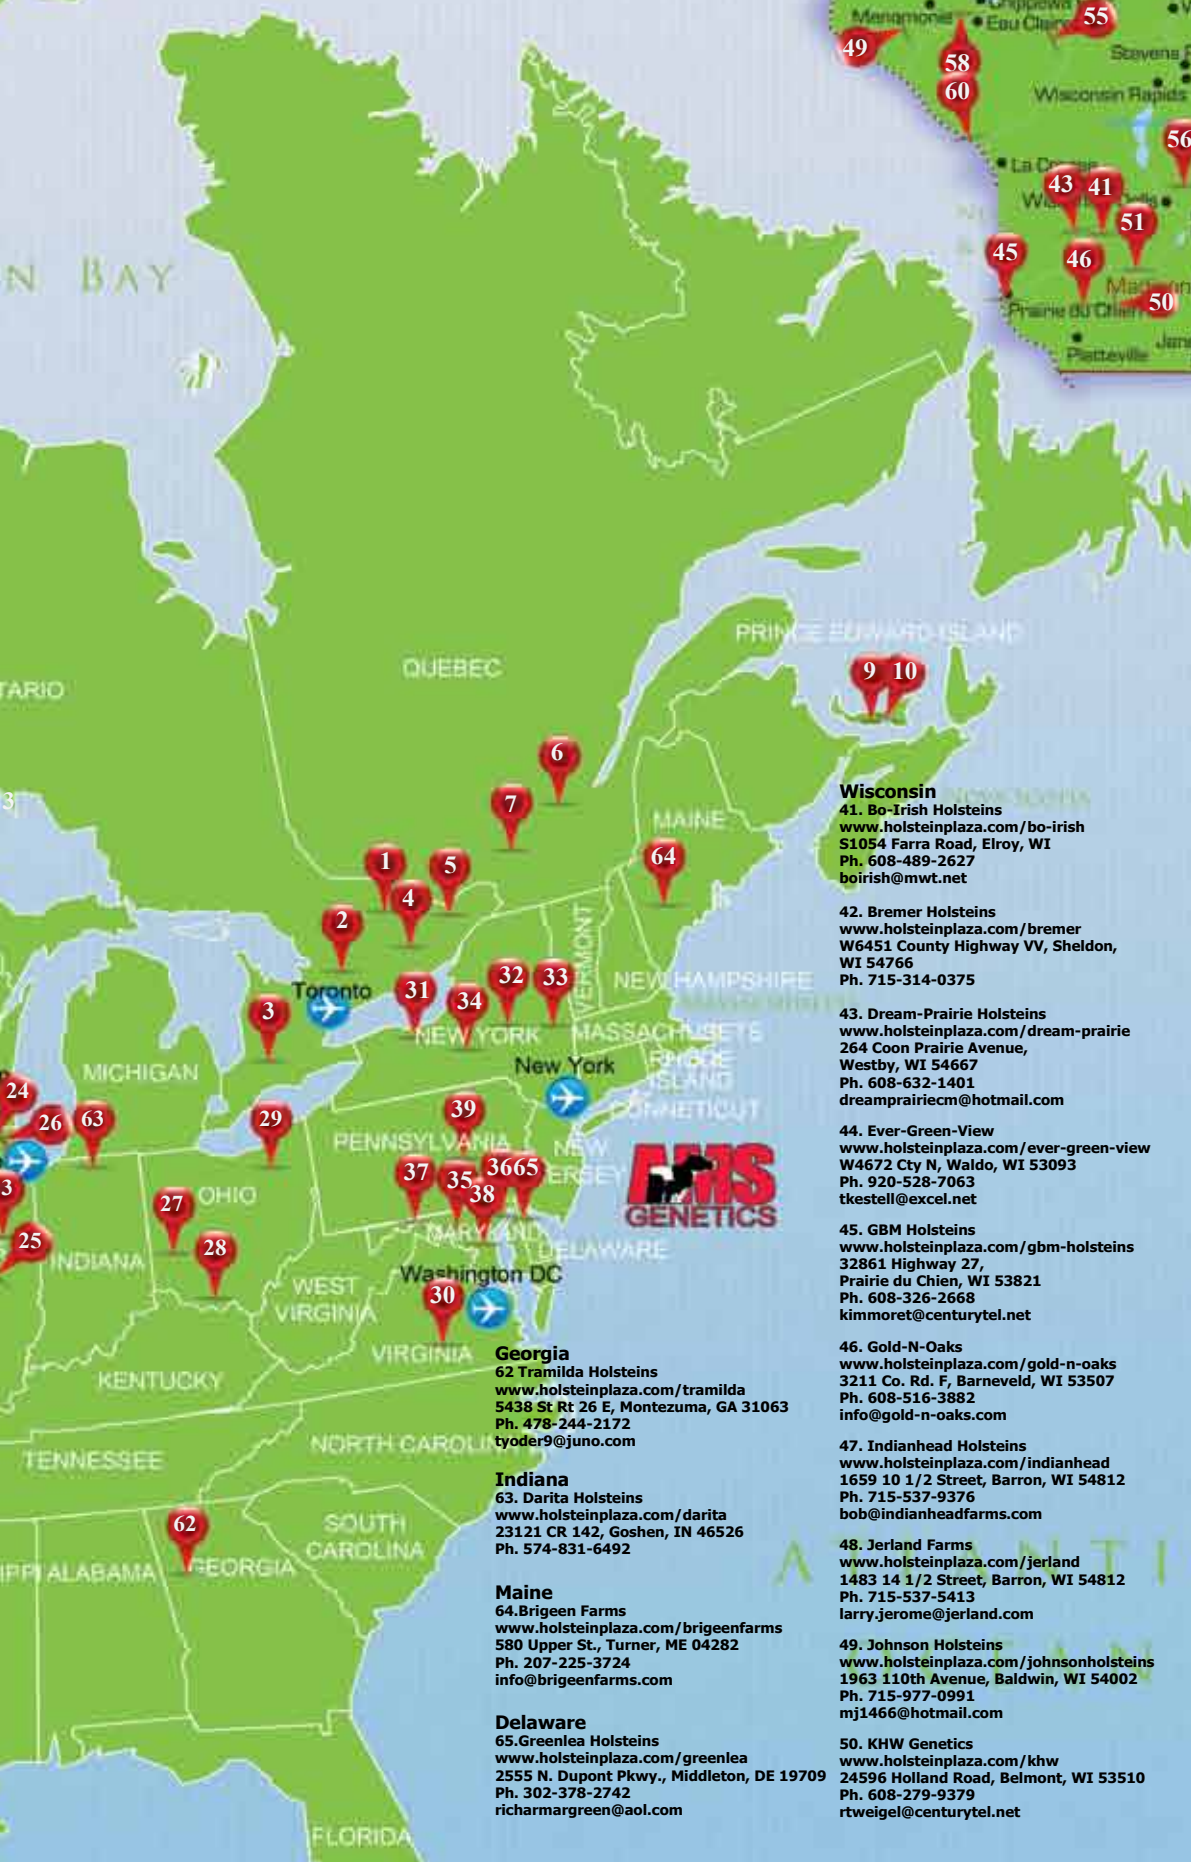 Menomonie
Eau Claire
55
49
58
60
Wisconsin Rapids
56
43
41
51
45
46
50
Prairie du Chien
Platteville
N BAY
PRINCE EDWARD ISLAND
9
10
QUEBEC
TARIO
6
7
3
MAINE
NOVA SCOTIA
64
1
5
4
2
VERMONT
NEW HAMPSHIRE
Toronto
31
32
33
34
3
NEW YORK
MASSACHUSETS
RHODE
ISLAND
CONNETICUT
New York
MICHIGAN
24
26
63
29
39
PENNSYLVANIA
NEW
ERSEY
37
35
36
65
38
3
27
OHIO
28
25
INDIANA
MARYLAND
DELAWARE
AMS
GENETICS
Washington DC
30
WEST
VIRGINIA
VIRGINIA
KENTUCKY
NORTH CAROLIN
TENNESSEE
62
SOUTH
CAROLINA
IPPI
ALABAMA
GEORGIA
FLORIDA
ATLANTI
OCEAN
Georgia
62 Tramilda Holsteins
www.holsteinplaza.com/tramilda
5438 St Rt 26 E, Montezuma, GA 31063
Ph. 478-244-2172
tyoder9@juno.com
Indiana
63. Darita Holsteins
www.holsteinplaza.com/darita
23121 CR 142, Goshen, IN 46526
Ph. 574-831-6492
Maine
64.Brigeen Farms
www.holsteinplaza.com/brigeenfarms
580 Upper St., Turner, ME 04282
Ph. 207-225-3724
info@brigeenfarms.com
Delaware
65.Greenlea Holsteins
www.holsteinplaza.com/greenlea
2555 N. Dupont Pkwy., Middleton, DE 19709
Ph. 302-378-2742
richarmargreen@aol.com
Wisconsin
41. Bo-Irish Holsteins
www.holsteinplaza.com/bo-irish
S1054 Farra Road, Elroy, WI
Ph. 608-489-2627
boirish@mwt.net
42. Bremer Holsteins
www.holsteinplaza.com/bremer
W6451 County Highway VV, Sheldon,
WI 54766
Ph. 715-314-0375
43. Dream-Prairie Holsteins
www.holsteinplaza.com/dream-prairie
264 Coon Prairie Avenue,
Westby, WI 54667
Ph. 608-632-1401
dreamprairiecm@hotmail.com
44. Ever-Green-View
www.holsteinplaza.com/ever-green-view
W4672 Cty N, Waldo, WI 53093
Ph. 920-528-7063
tkestell@excel.net
45. GBM Holsteins
www.holsteinplaza.com/gbm-holsteins
32861 Highway 27,
Prairie du Chien, WI 53821
Ph. 608-326-2668
kimmoret@centurytel.net
46. Gold-N-Oaks
www.holsteinplaza.com/gold-n-oaks
3211 Co. Rd. F, Barneveld, WI 53507
Ph. 608-516-3882
info@gold-n-oaks.com
47. Indianhead Holsteins
www.holsteinplaza.com/indianhead
1659 10 1/2 Street, Barron, WI 54812
Ph. 715-537-9376
bob@indianheadfarms.com
48. Jerland Farms
www.holsteinplaza.com/jerland
1483 14 1/2 Street, Barron, WI 54812
Ph. 715-537-5413
larry.jerome@jerland.com
49. Johnson Holsteins
www.holsteinplaza.com/johnsonholsteins
1963 110th Avenue, Baldwin, WI 54002
Ph. 715-977-0991
mj1466@hotmail.com
50. KHW Genetics
www.holsteinplaza.com/khw
24596 Holland Road, Belmont, WI 53510
Ph. 608-279-9379
rtweigel@centurytel.net